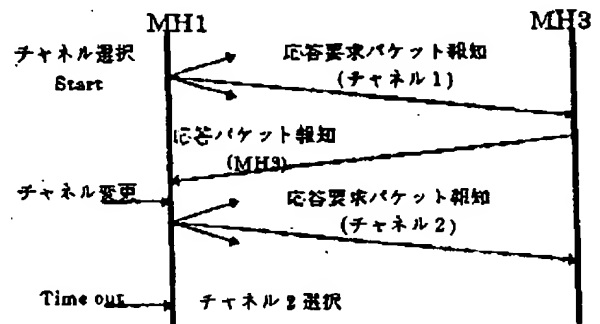 MH1
MH3
チャネル選択
Start
応答要求パケット報知
(チャネル1)
応答パケット報知
(MH3)
チャネル変更
応答要求パケット報知
(チャネル2)
Time out
チャネル2選択